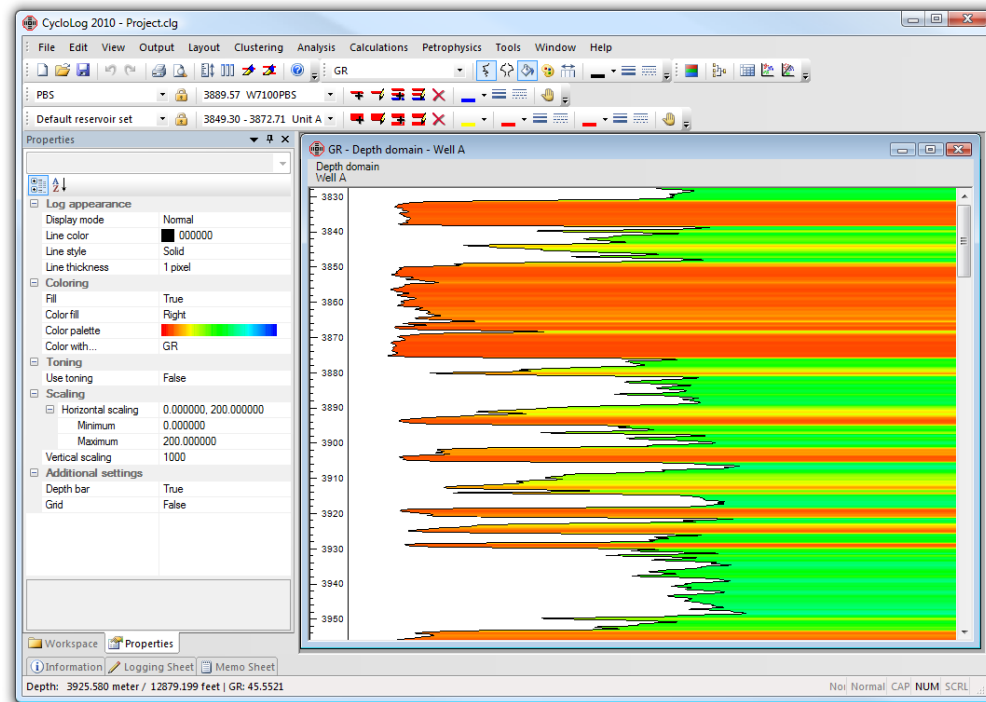 CycloLog 2010 - Project.clg
File Edit View Output Layout Clustering Analysis Calculations Petrophysics Tools Window Help
GR
PBS 3889.57 W7100PBS
Default reservoir set 3849.30 - 3872.71 Unit A
Properties
Log appearance
Display mode Normal
Line color 000000
Line style Solid
Line thickness 1 pixel
Coloring
Fill True
Color fill Right
Color palette
Color with... GR
Toning
Use toning False
Scaling
Horizontal scaling 0.000000, 200.000000
Minimum 0.000000
Maximum 200.000000
Vertical scaling 1000
Additional settings
Depth bar True
Grid False
Workspace Properties
GR - Depth domain - Well A
Depth domain
Well A
3830
3840
3850
3860
3870
3880
3890
3900
3910
3920
3930
3940
3950
Information Logging Sheet Memo Sheet
Depth: 3925.580 meter / 12879.199 feet | GR: 45.5521
Normal CAP NUM SCRL